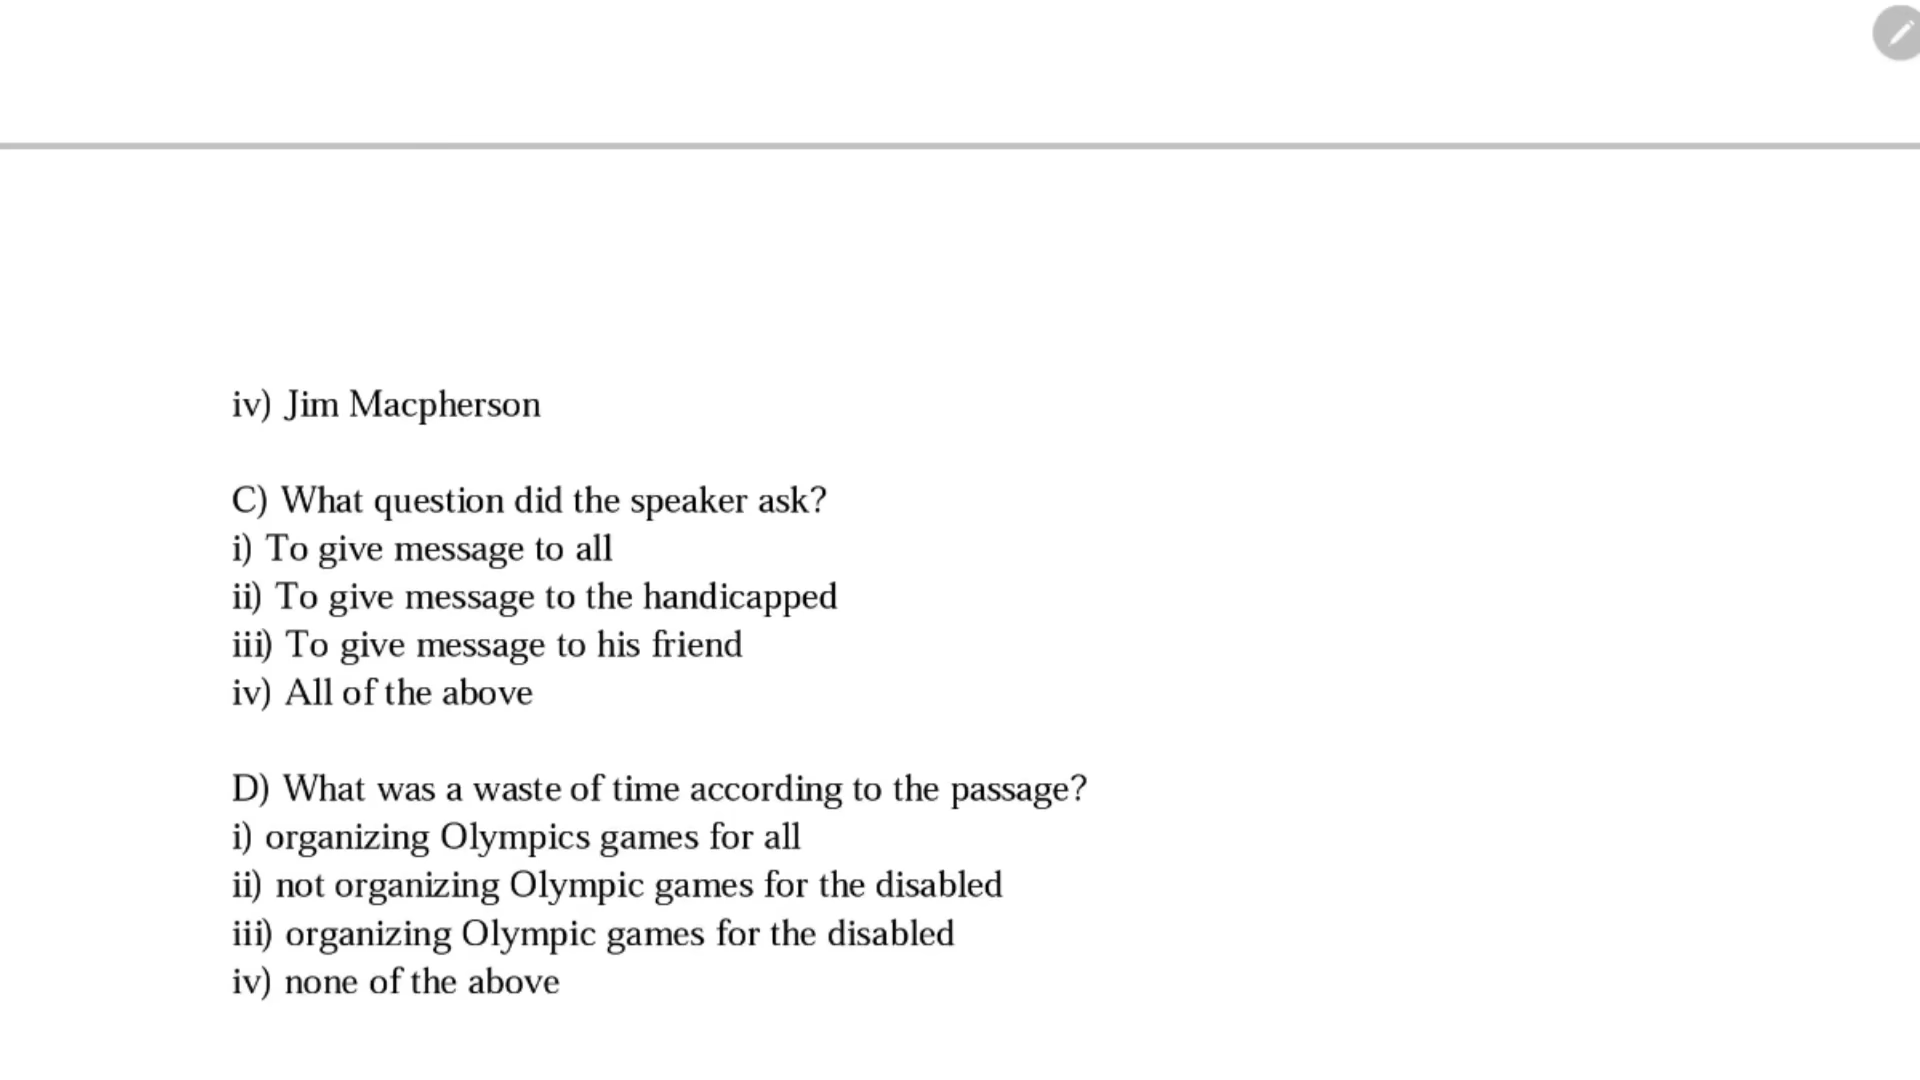 iv) Jim Macpherson
C) What question did the speaker ask?
i) To give message to all
ii) To give message to the handicapped
iii) To give message to his friend
iv) All of the above
D) What was a waste of time according to the passage?
i) organizing Olympics games for all
ii) not organizing Olympic games for the disabled
iii) organizing Olympic games for the disabled
iv) none of the above